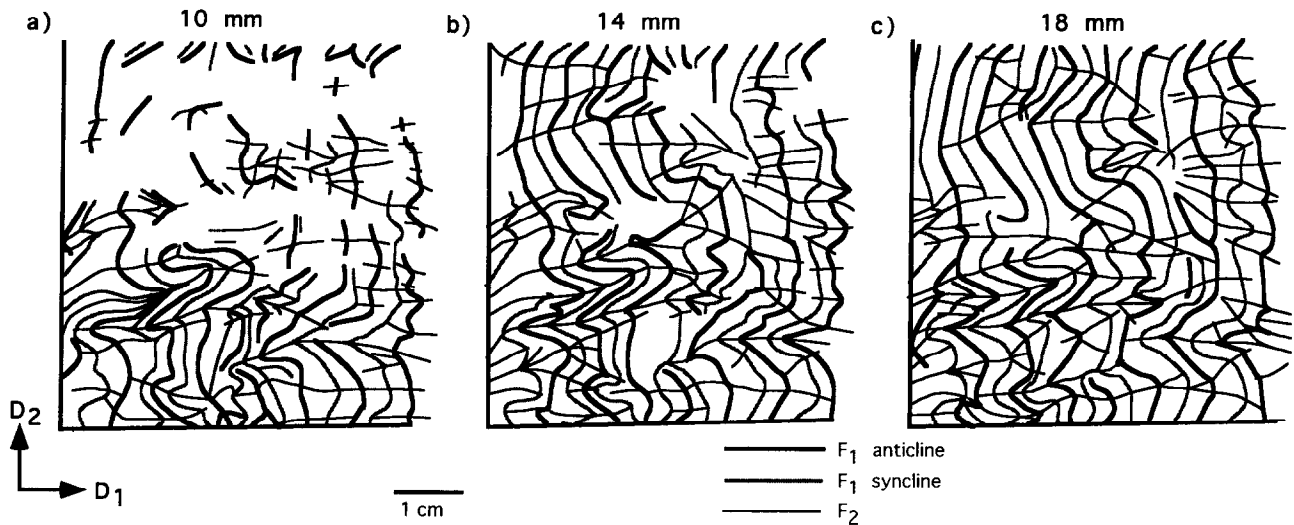 a) 10 mm
b) 14 mm
c) 18 mm
D2
D1
1 cm
F1 anticline
F1 syncline
F2